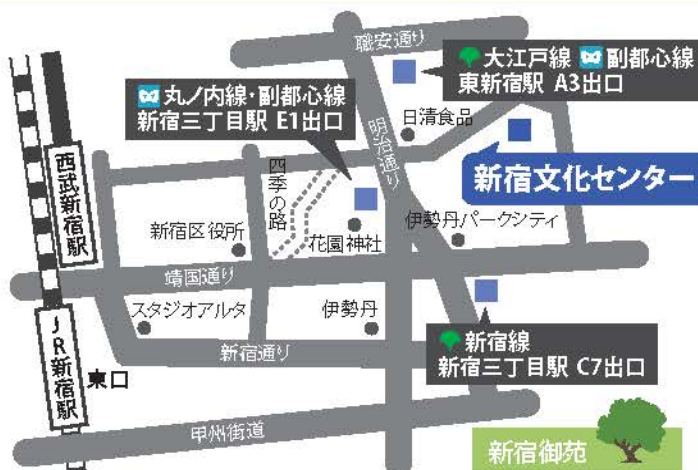 職安通り
大江戸線 副都心線
東新宿駅 A3出口
丸ノ内線・副都心線
新宿三丁目駅 E1出口
日清食品
明治通り
新宿文化センター
西武新宿駅
四季の路
新宿区役所
花園神社
伊勢丹パークシティ
靖国通り
スタジオアルタ
伊勢丹
新宿線
新宿三丁目駅 C7出口
新宿通り
JR新宿駅
東口
甲州街道
新宿御苑